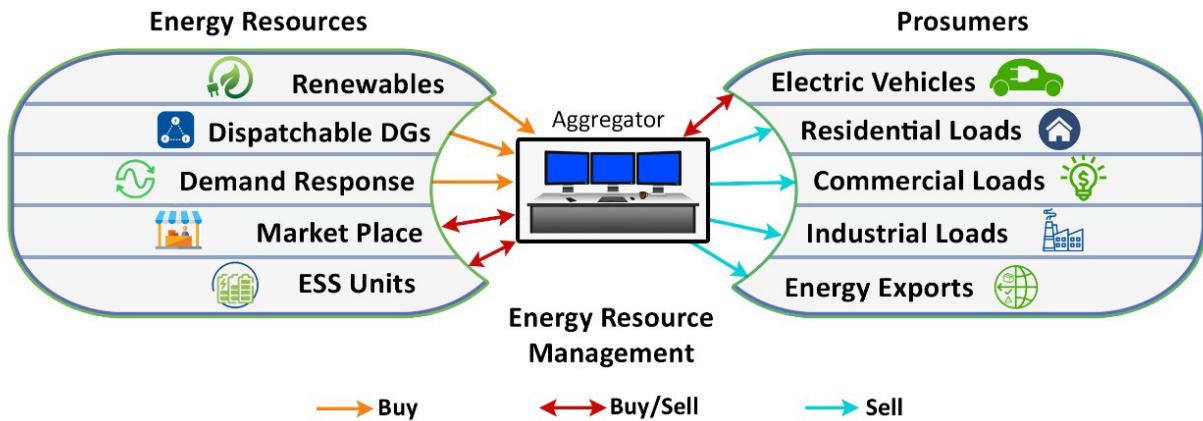 Energy Resources
Prosumers
Renewables
Dispatchable DGs
Demand Response
Market Place
ESS Units
Aggregator
Energy Resource
Management
Electric Vehicles
Residential Loads
Commercial Loads
Industrial Loads
Energy Exports
Buy
Buy/Sell
Sell